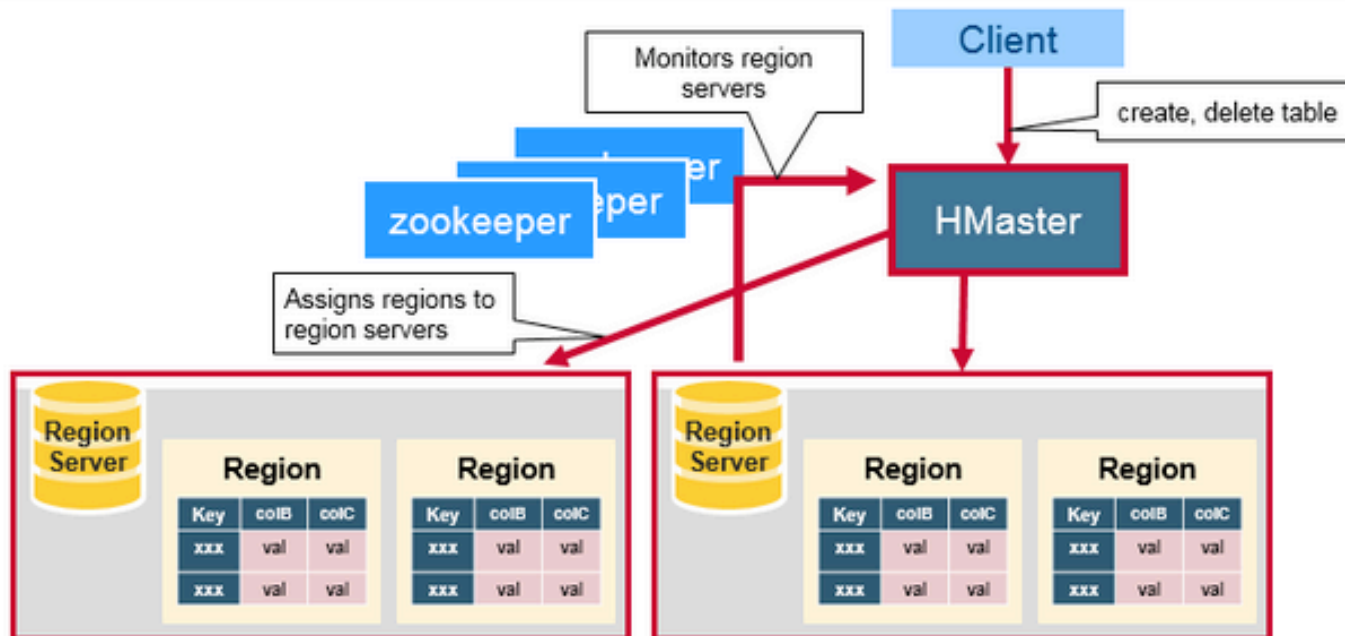 Client
Monitors region
servers
create, delete table
er
eper
zookeeper
HMaster
Assigns regions to
region servers
Region
Server
Region
Key colB colC
xxx val val
xxx val val
Region
Key colB colC
xxx val val
xxx val val
Region
Server
Region
Key colB colC
xxx val val
xxx val val
Region
Key colB colC
xxx val val
xxx val val